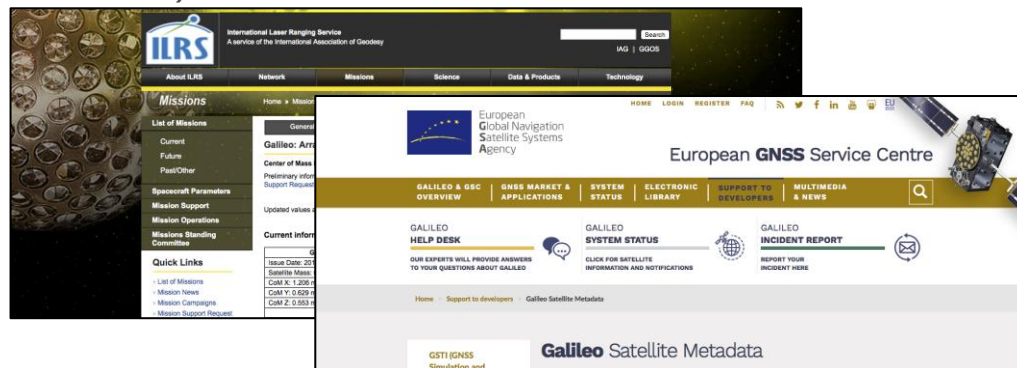 ILRS
International Laser Ranging Service
A service of the International Association of Geodesy
Search
IAG | GGOS
About ILRS
Network
Missions
Science
Data & Products
Technology
Missions
Home » Mission
List of Missions
Current
Future
Past/Other
Spacecraft Parameters
Mission Support
Mission Operations
Missions Standing
Committee
Quick Links
› List of Missions
› Mission News
› Mission Campaigns
› Mission Support Request
General
Galileo: Arra
Center of Mass
Preliminary inform
Support Request
Updated values a
Current inform
G
Issue Date: 201
Satellite Mass:
CoM X: 1.206 m
CoM Y: 0.629 m
CoM Z: 0.553 m
HOME LOGIN REGISTER FAQ
EU
European
Global Navigation
Satellite Systems
Agency
European GNSS Service Centre
GALILEO & GSC
OVERVIEW
GNSS MARKET &
APPLICATIONS
SYSTEM
STATUS
ELECTRONIC
LIBRARY
SUPPORT TO
DEVELOPERS
MULTIMEDIA
& NEWS
GALILEO
HELP DESK
OUR EXPERTS WILL PROVIDE ANSWERS
TO YOUR QUESTIONS ABOUT GALILEO
GALILEO
SYSTEM STATUS
CLICK FOR SATELLITE
INFORMATION AND NOTIFICATIONS
GALILEO
INCIDENT REPORT
REPORT YOUR
INCIDENT HERE
Home Support to developers Galileo Satellite Metadata
GSTI (GNSS
Simulation and
Galileo Satellite Metadata